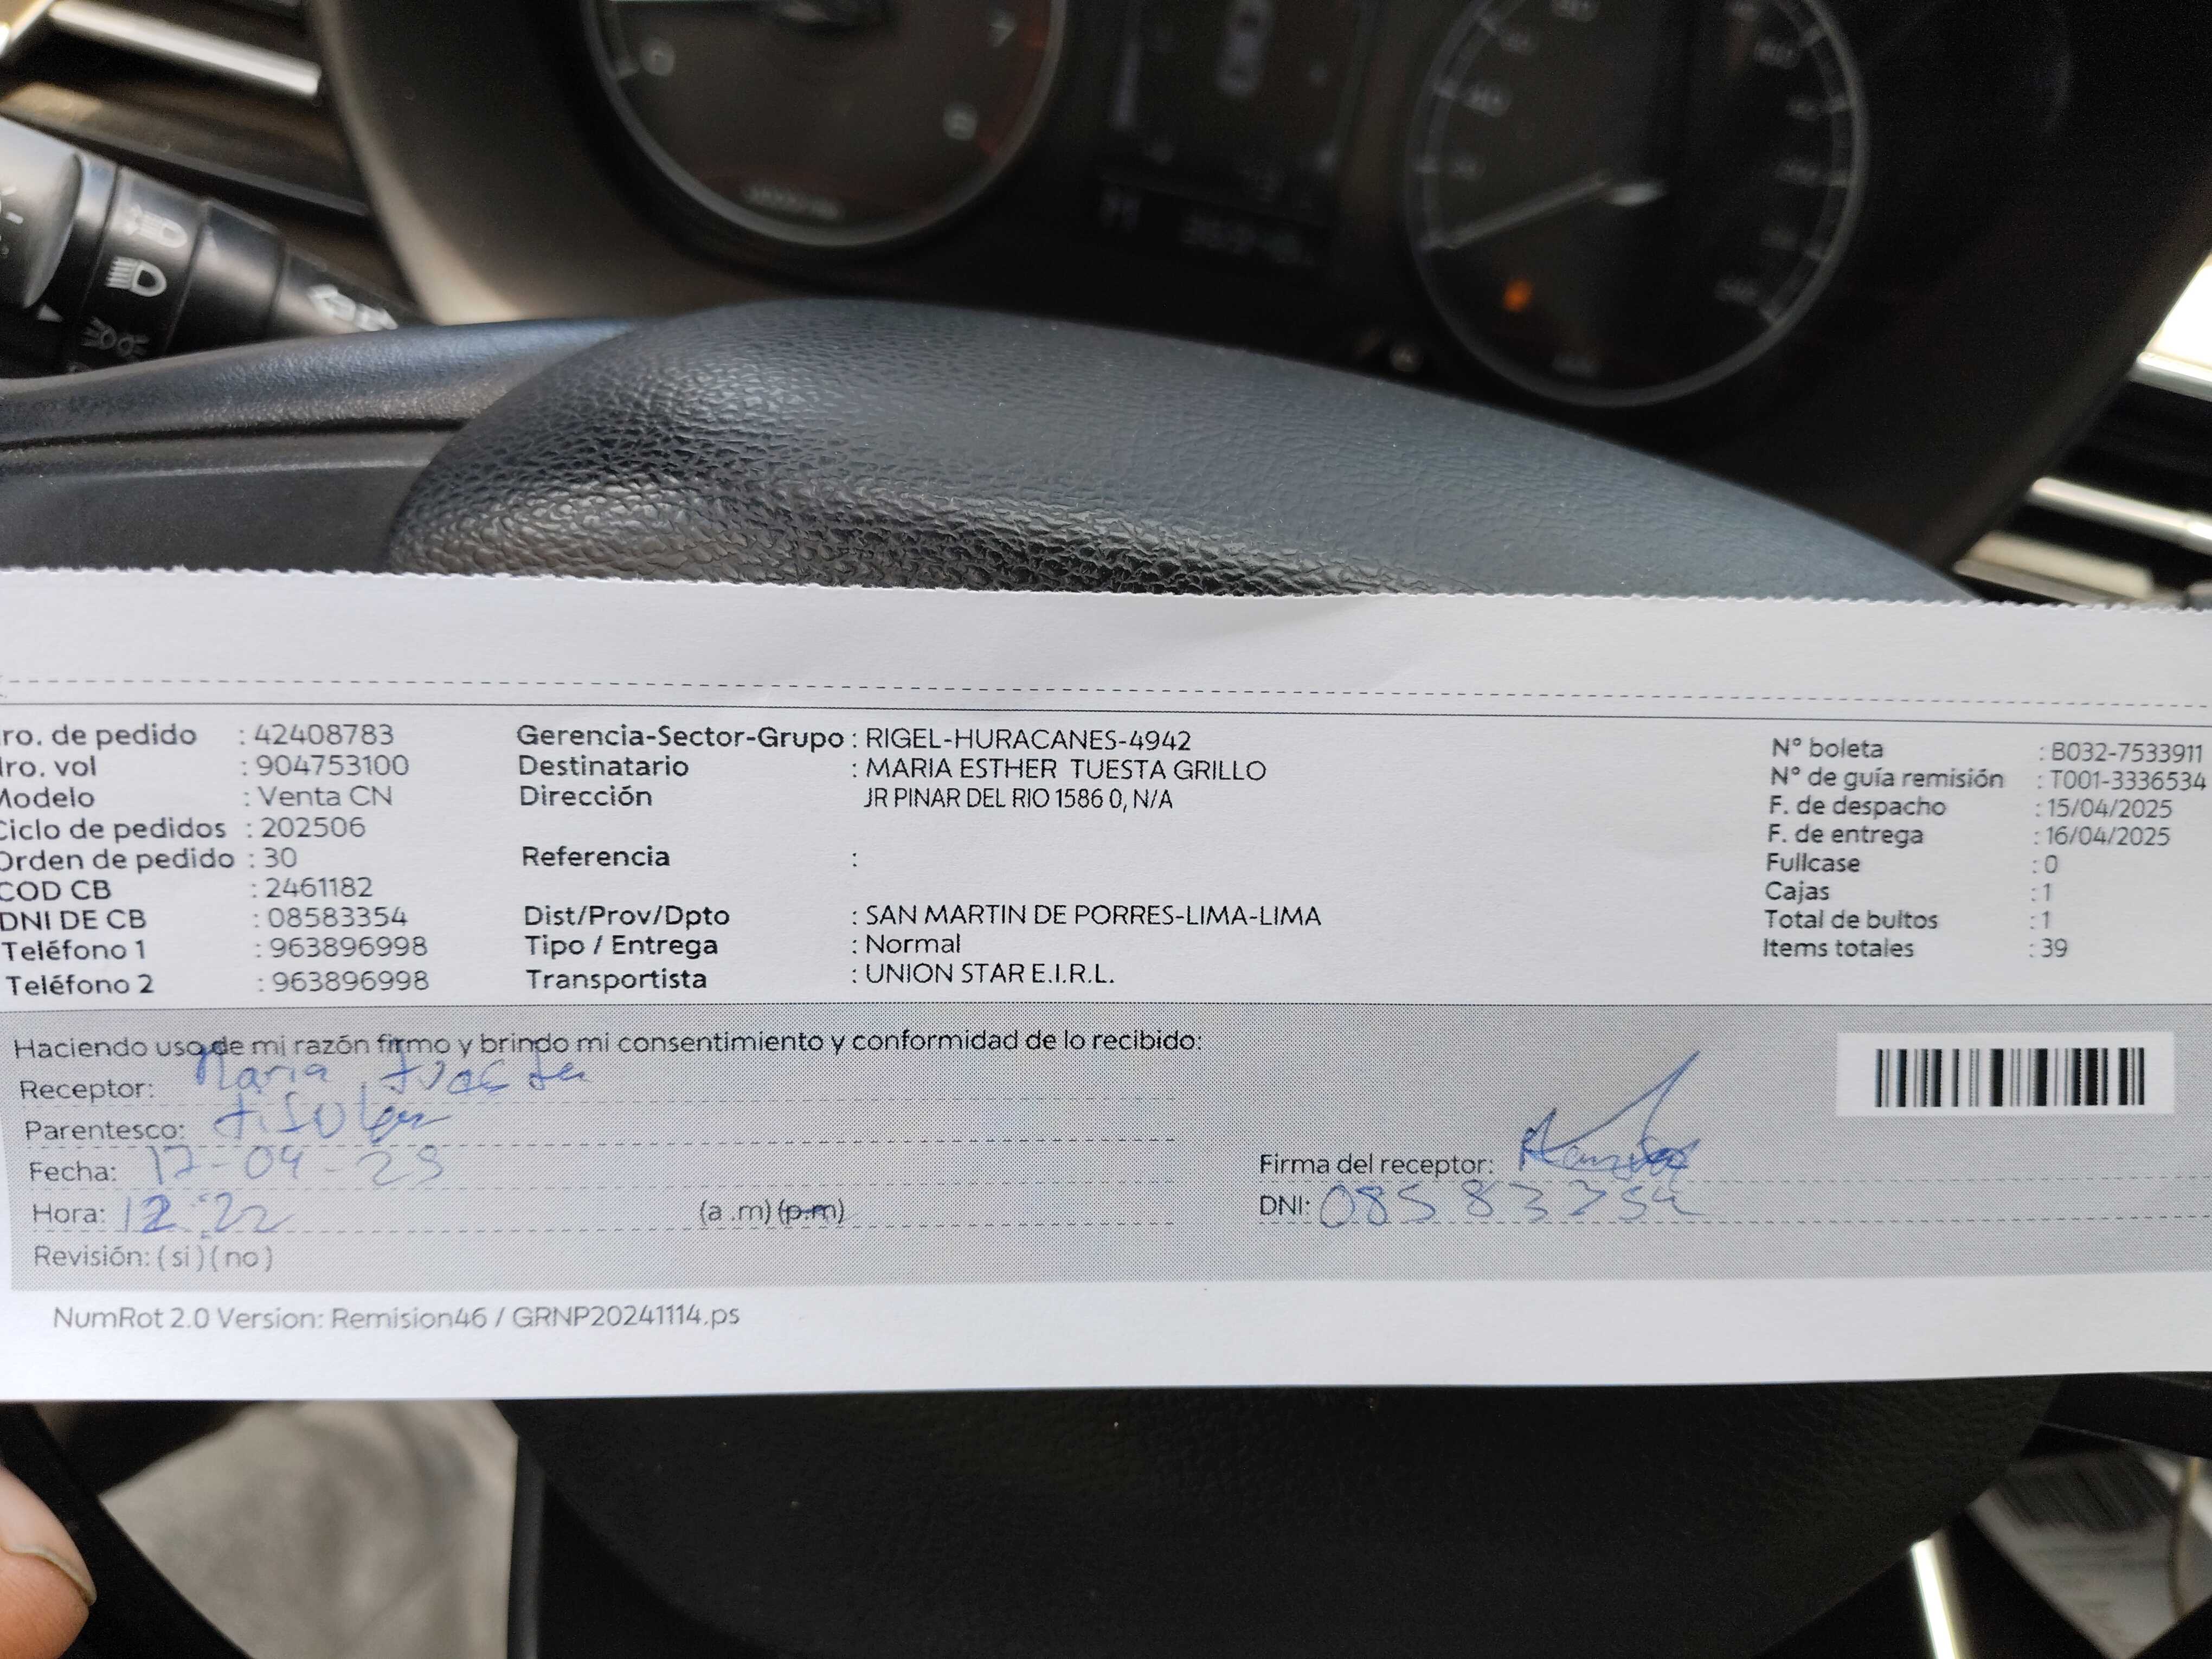 ro. de pedido : 42408783
ro. vol : 904753100
Modelo : Venta CN
Ciclo de pedidos : 202506
Orden de pedido : 30
COD CB : 2461182
DNI DE CB : 08583354
Teléfono 1 : 963896998
Teléfono 2 : 963896998
Gerencia-Sector-Grupo : RIGEL-HURACANES-4942
Destinatario : MARIA ESTHER TUESTA GRILLO
Dirección JR PINAR DEL RIO 1586 0, N/A
Referencia :
Dist/Prov/Dpto : SAN MARTIN DE PORRES-LIMA-LIMA
Tipo / Entrega : Normal
Transportista : UNION STAR E.I.R.L.
N° boleta : B032-7533911
N° de guía remisión : T001-3336534
F. de despacho : 15/04/2025
F. de entrega : 16/04/2025
Fullcase : 0
Cajas : 1
Total de bultos : 1
Items totales : 39
Haciendo uso de mi razón firmo y brindo mi consentimiento y conformidad de lo recibido:
Receptor: Maria Tuesta
Parentesco:
Fecha: 17-04-25
Hora: 12:22 (a .m) (p.m)
Revisión: (si) (no)
Firma del receptor:
DNI: 08583354
NumRot 2.0 Version: Remision46 / GRNP20241114.ps